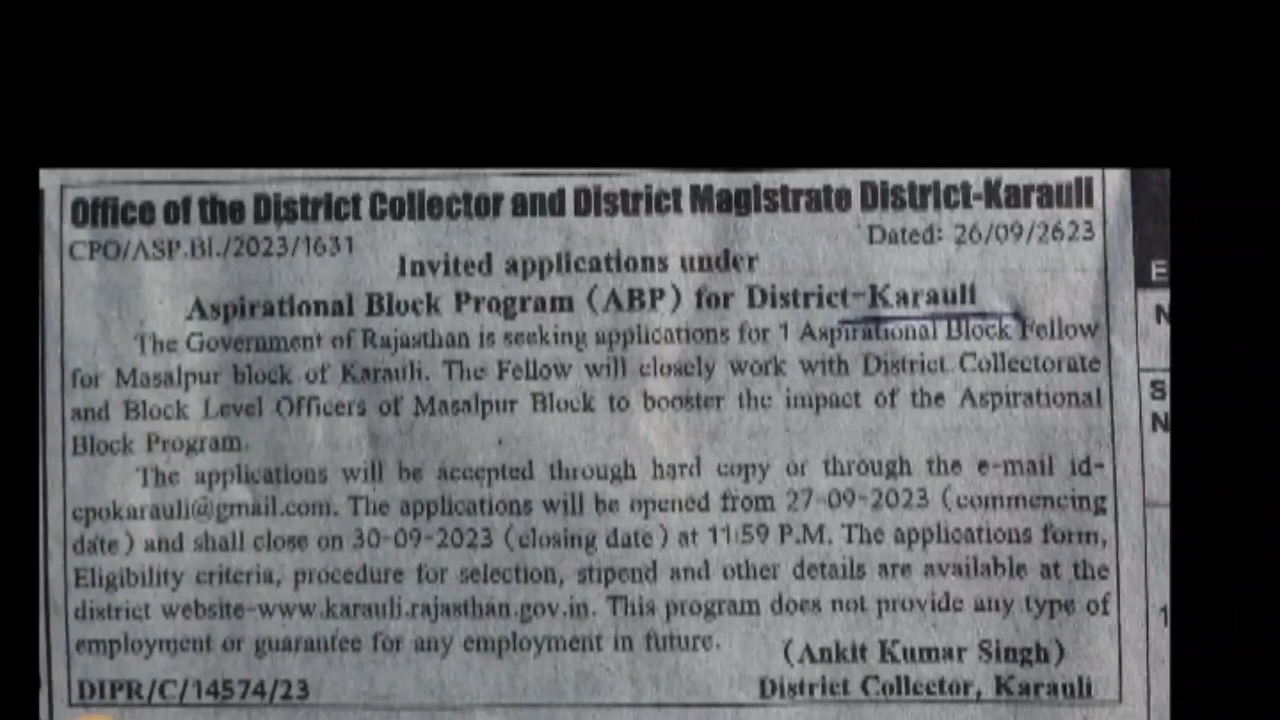 Office of the District Collector and District Magistrate District-Karauli
CPO/ASP.Bl./2023/1631
Dated: 26/09/2623
Invited applications under
Aspirational Block Program (ABP) for District-Karauli
The Government of Rajasthan is seeking applications for 1 Aspirational Block Fellow
for Masalpur block of Karauli. The Fellow will closely work with District Collectorate
and Block Level Officers of Masalpur Block to booster the impact of the Aspirational
Block Program.
The applications will be accepted through hard copy or through the e-mail id-
cpokarauli@gmail.com. The applications will be opened from 27-09-2023 (commencing
date) and shall close on 30-09-2023 (closing date) at 11:59 P.M. The applications form,
Eligibility criteria, procedure for selection, stipend and other details are available at the
district website-www.karauli.rajasthan.gov.in. This program does not provide any type of
employment or guarantee for any employment in future.
(Ankit Kumar Singh)
DIPR/C/14574/23
District Collector, Karauli
E
N
S
N
1